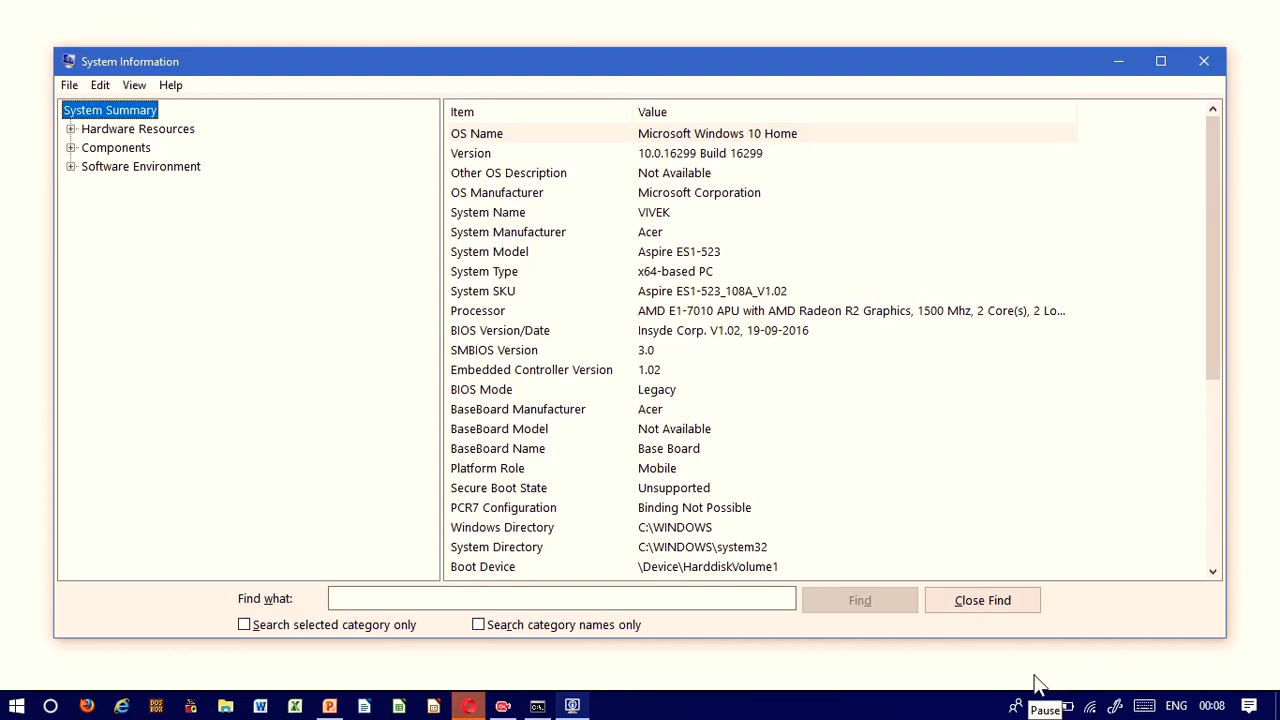 System Information
File Edit View Help
System Summary
Hardware Resources
Components
Software Environment
Item Value
OS Name Microsoft Windows 10 Home
Version 10.0.16299 Build 16299
Other OS Description Not Available
OS Manufacturer Microsoft Corporation
System Name VIVEK
System Manufacturer Acer
System Model Aspire ES1-523
System Type x64-based PC
System SKU Aspire ES1-523_108A_V1.02
Processor AMD E1-7010 APU with AMD Radeon R2 Graphics, 1500 Mhz, 2 Core(s), 2 Lo...
BIOS Version/Date Insyde Corp. V1.02, 19-09-2016
SMBIOS Version 3.0
Embedded Controller Version 1.02
BIOS Mode Legacy
BaseBoard Manufacturer Acer
BaseBoard Model Not Available
BaseBoard Name Base Board
Platform Role Mobile
Secure Boot State Unsupported
PCR7 Configuration Binding Not Possible
Windows Directory C:\WINDOWS
System Directory C:\WINDOWS\system32
Boot Device \Device\HarddiskVolume1
Find what: Find Close Find
Search selected category only Search category names only
Pause ENG 00:08